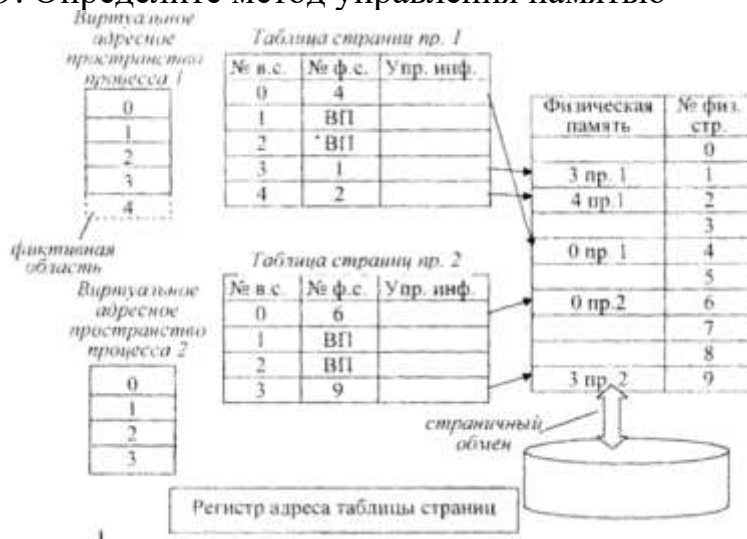 Определите метод управления памятью
Виртуальное
адресное
пространство
процесса 1
0
1
2
3
4
фиктивная
область
Таблица страниц пр. 1
№ в.с. № ф.с. Упр. инф.
0 4
1 ВП
2 ВП
3 1
4 2
Виртуальное
адресное
пространство
процесса 2
0
1
2
3
Таблица страниц пр. 2
№ в.с. № ф.с. Упр. инф.
0 6
1 ВП
2 ВП
3 9
Физическая № физ.
память стр.
0
3 пр. 1 1
4 пр.1 2
3
0 пр. 1 4
5
0 пр.2 6
7
8
3 пр. 2 9
страничный
обмен
Регистр адреса таблицы страниц